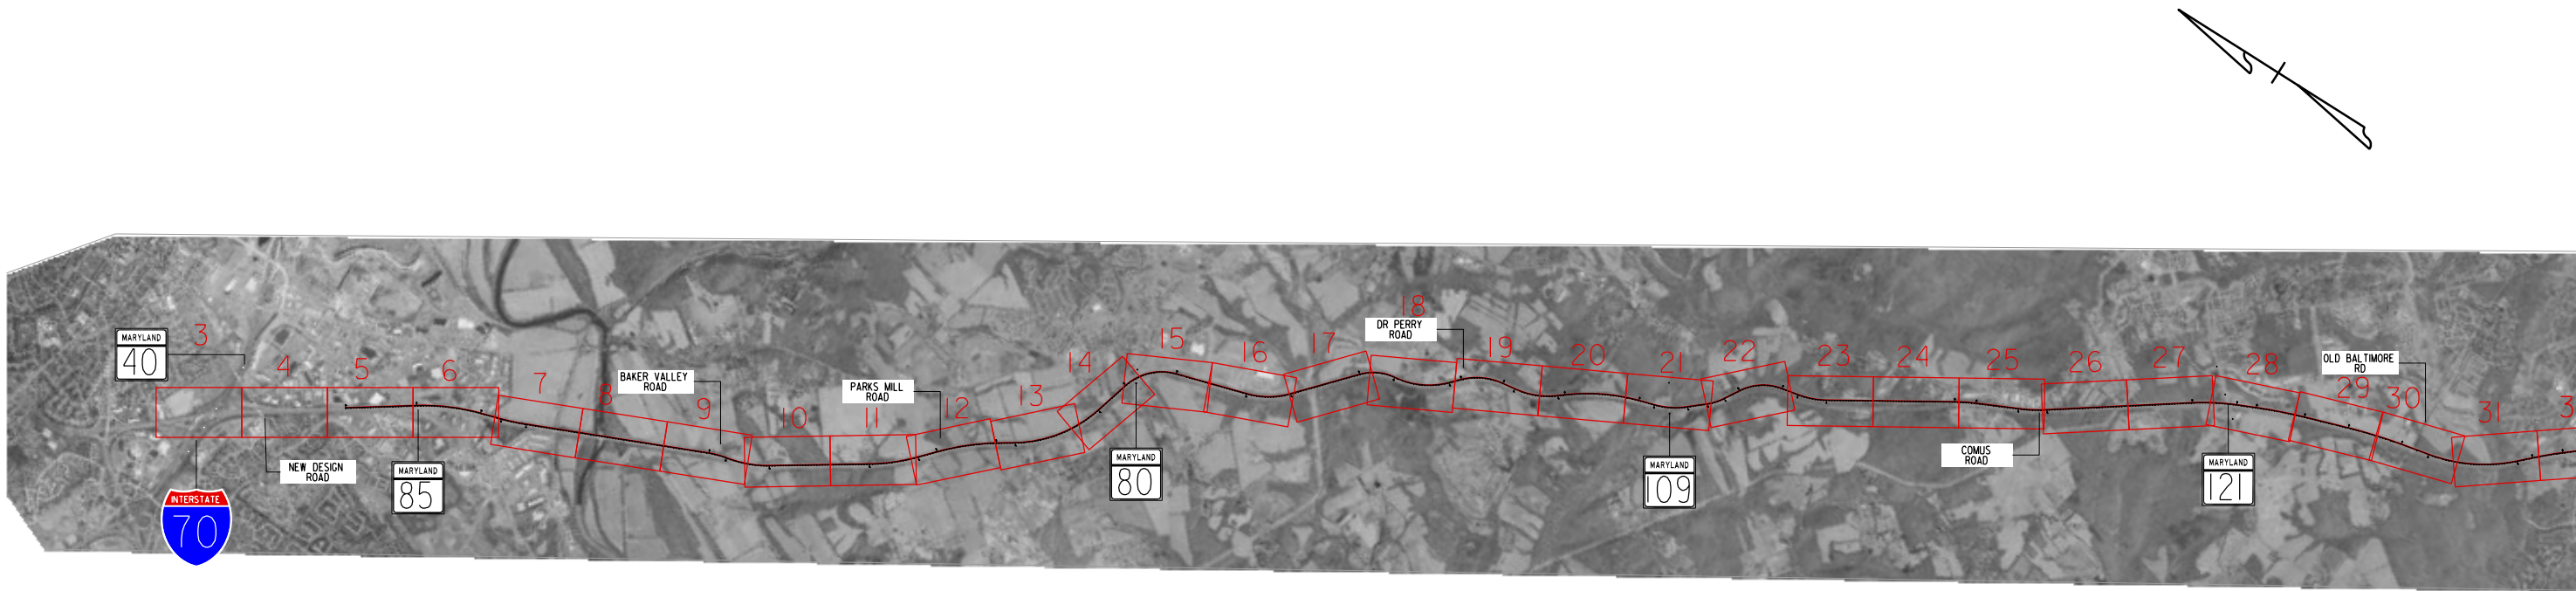 MARYLAND
40
3
4
5
6
7
8
9
10
11
12
13
14
15
16
17
18
19
20
21
22
23
24
25
26
27
28
29
30
31
3
NEW DESIGN
ROAD
INTERSTATE
70
MARYLAND
85
BAKER VALLEY
ROAD
PARKS MILL
ROAD
MARYLAND
80
DR PERRY
ROAD
MARYLAND
109
COMUS
ROAD
MARYLAND
121
OLD BALTIMORE
RD